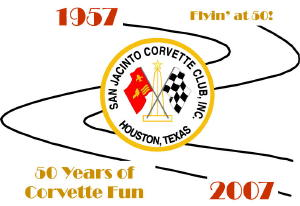 1957
Flyin' at 50!
SAN JACINTO CORVETTE CLUB, INC.
HOUSTON, TEXAS
50 Years of
Corvette Fun
2007